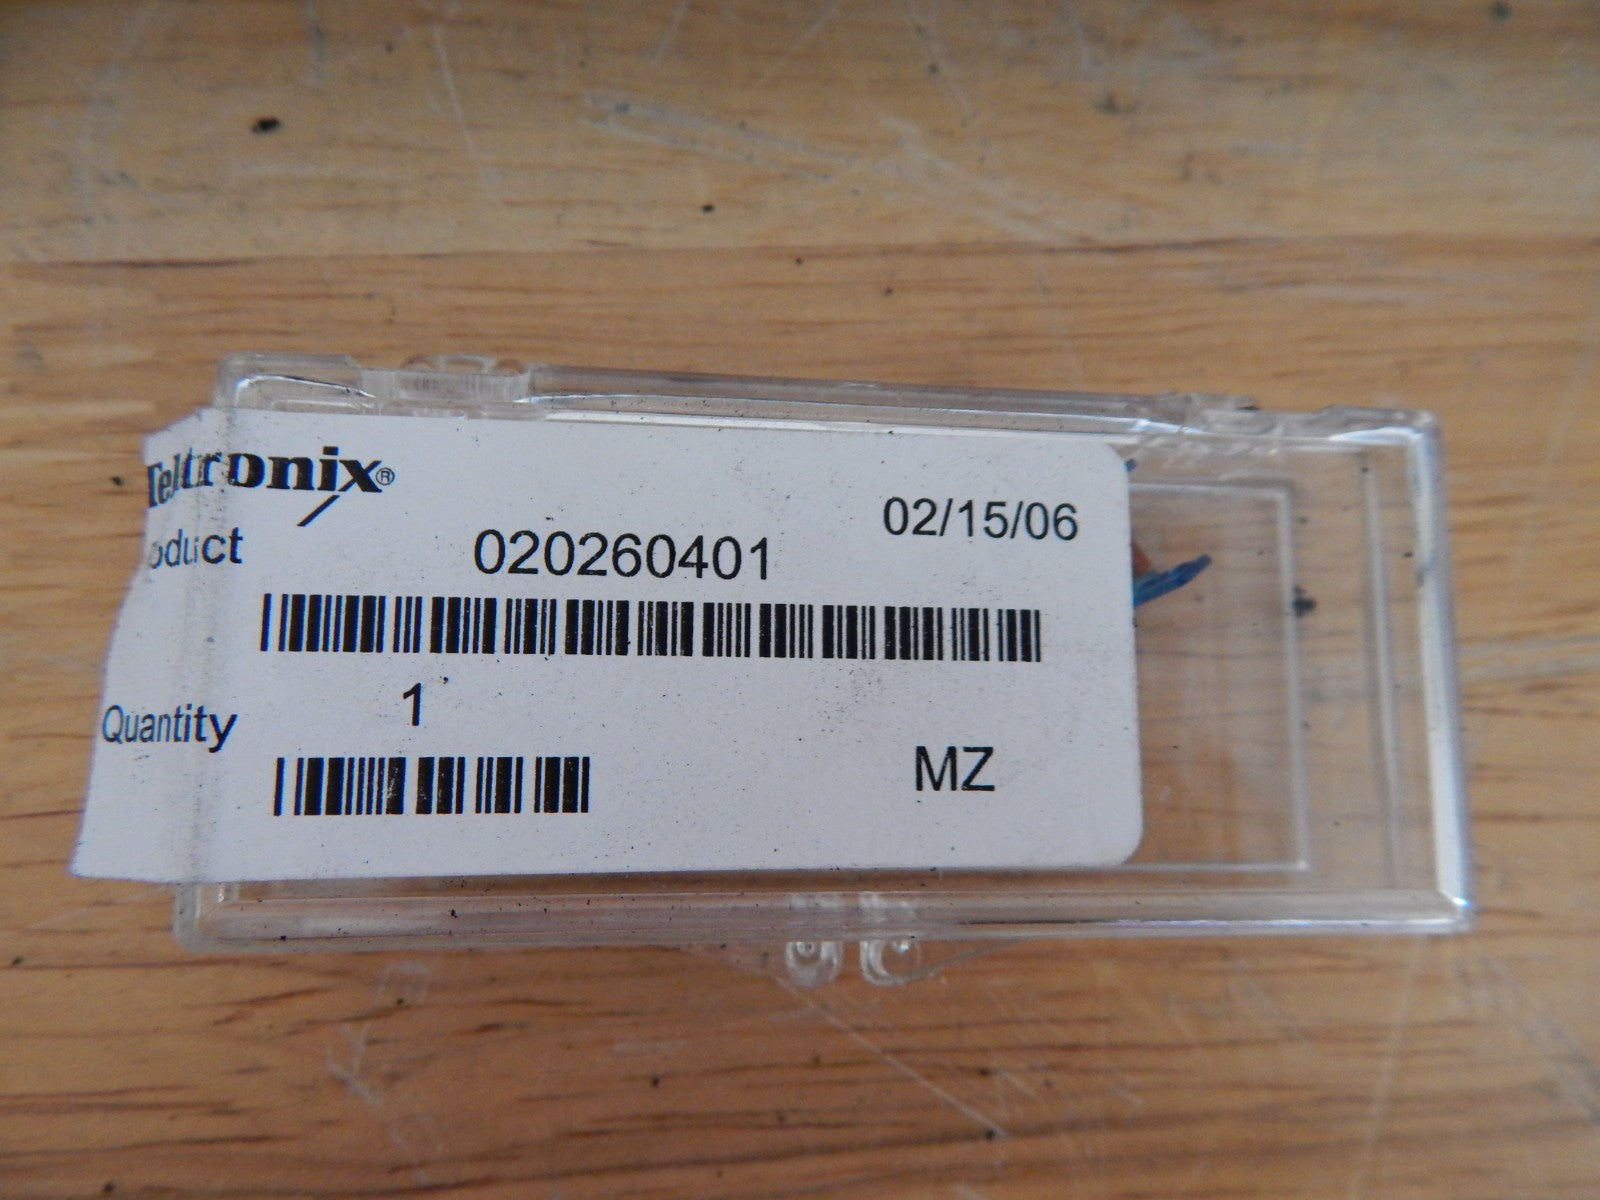 Tektronix®
oduct
020260401
02/15/06
Quantity
1
MZ